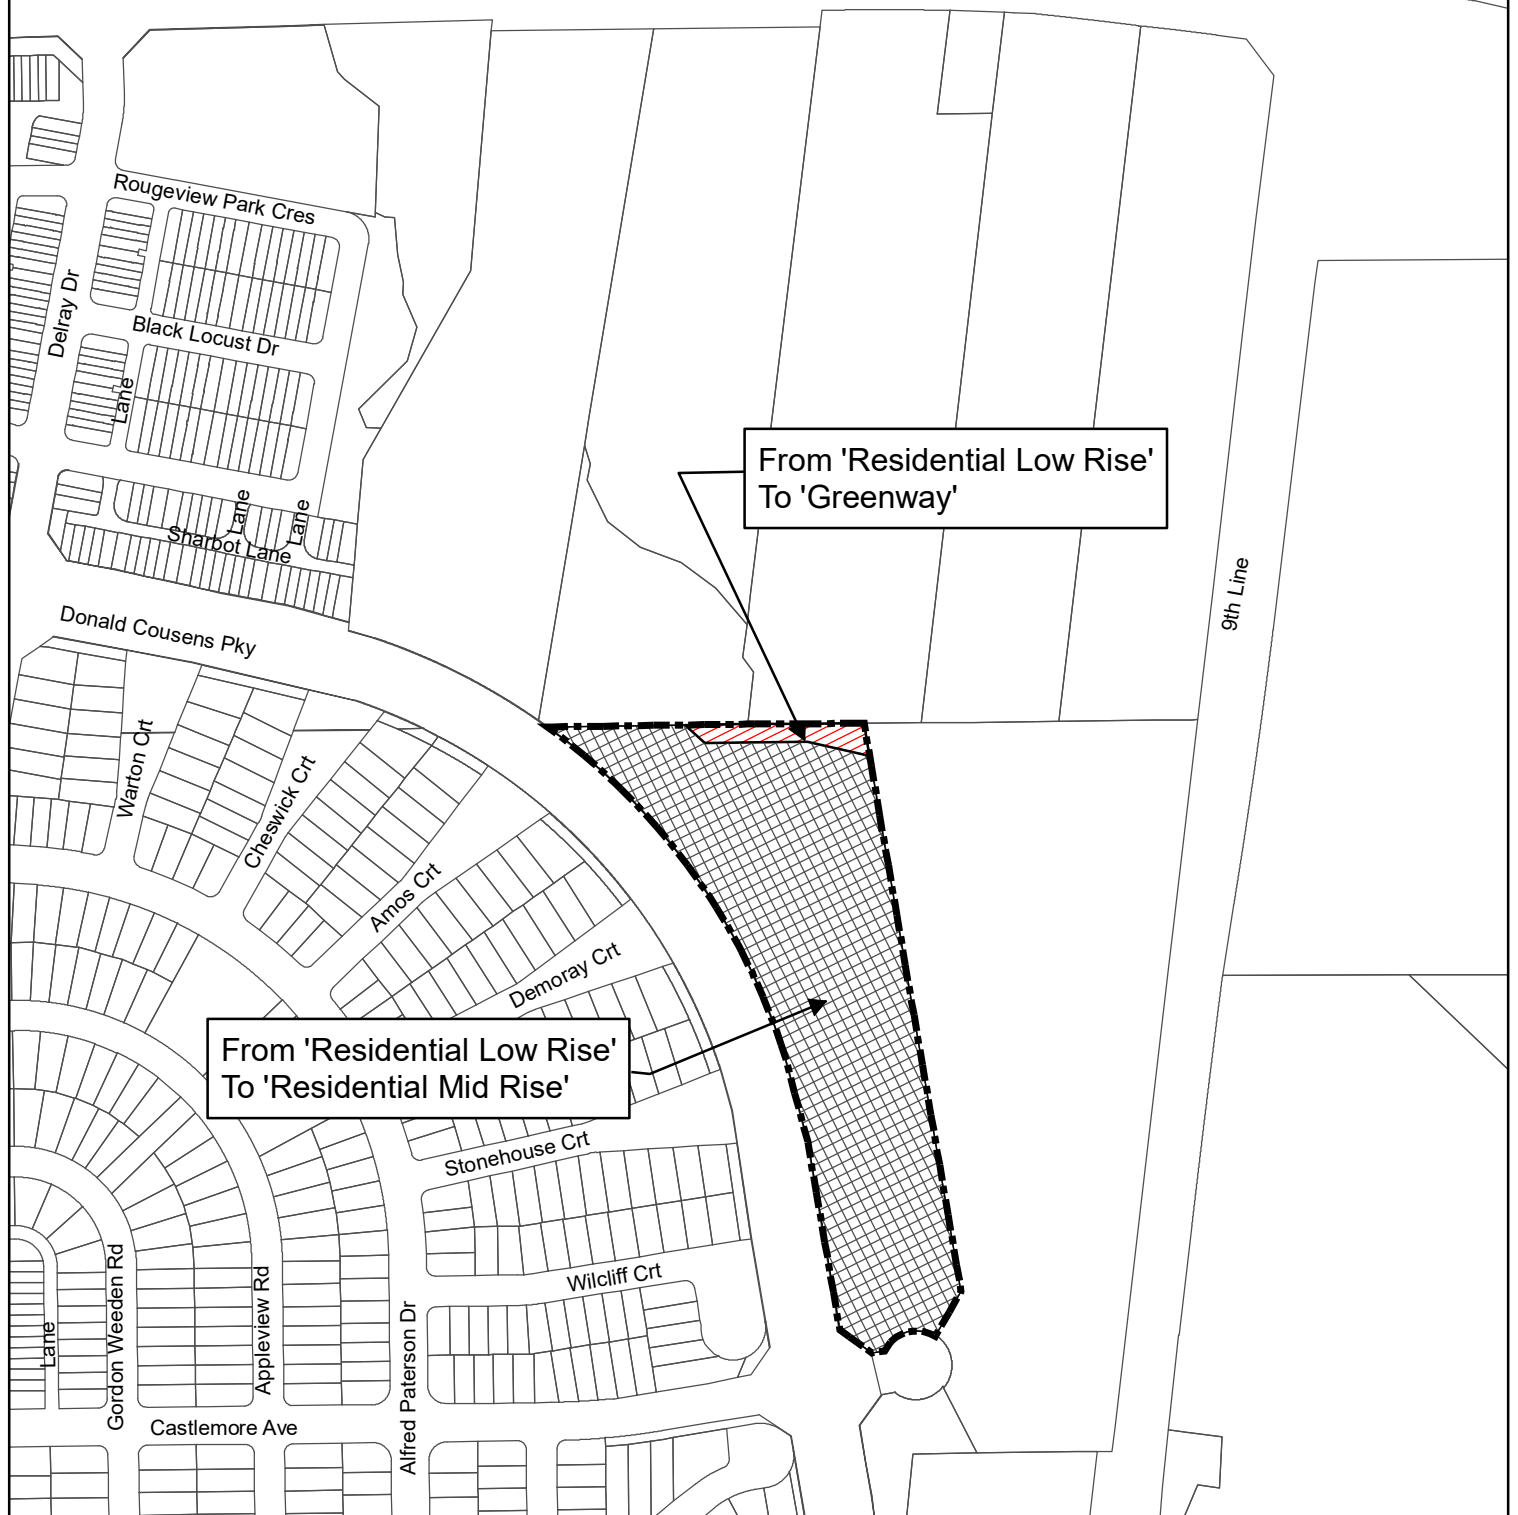 Rougeview Park Cres
Delray Dr
Black Locust Dr
Lane
From 'Residential Low Rise'
To 'Greenway'
Lane
Lane
Sharbot Lane
9th Line
Donald Cousens Pky
Warton Crt
Cheswick Crt
Amos Crt
Demoray Crt
From 'Residential Low Rise'
To 'Residential Mid Rise'
Stonehouse Crt
Wilcliff Crt
Lane
Gordon Weeden Rd
Appleview Rd
Alfred Paterson Dr
Castlemore Ave